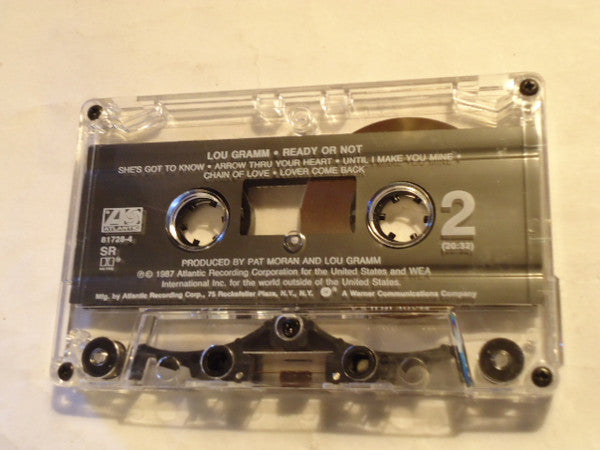 LOU GRAMM • READY OR NOT
SHE'S GOT TO KNOW • ARROW THRU YOUR HEART • UNTIL I MAKE YOU MINE •
CHAIN OF LOVE • LOVER COME BACK
ATLANTIC
81728-4
SR
2
(20:32)
PRODUCED BY PAT MORAN AND LOU GRAMM
℗© 1987 Atlantic Recording Corporation for the United States and WEA
International Inc. for the world outside of the United States.
Mfg. by Atlantic Recording Corp., 75 Rockefeller Plaza, N.Y., N.Y. A Warner Communications Company